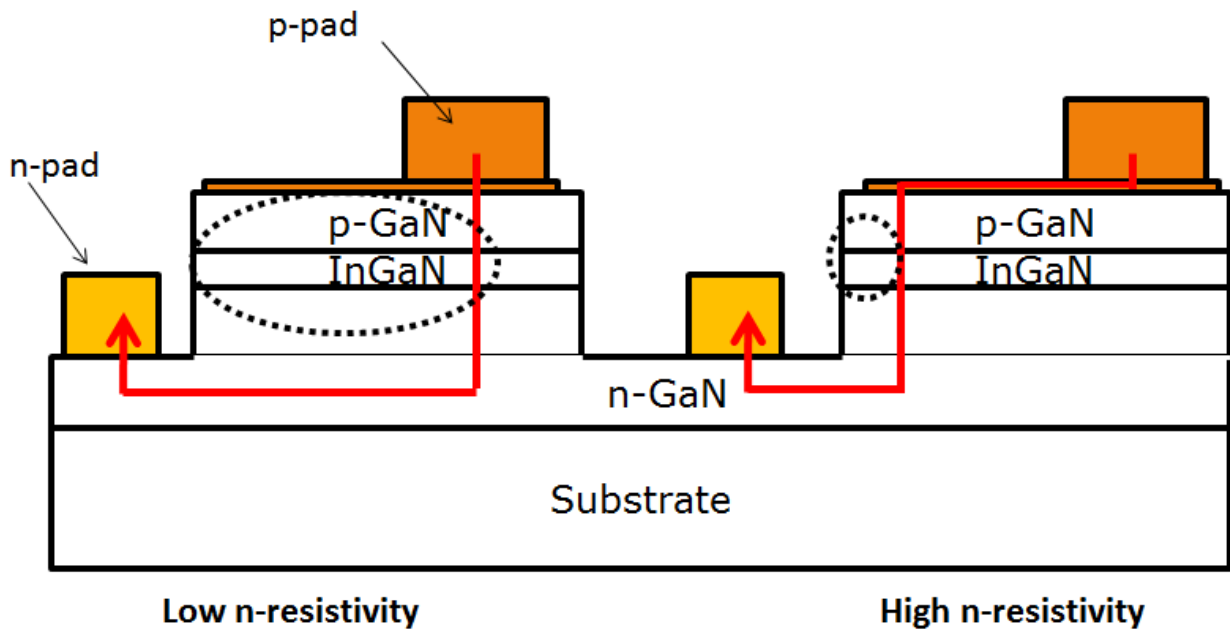 p-pad
n-pad
p-GaN
InGaN
p-GaN
InGaN
n-GaN
Substrate
Low n-resistivity
High n-resistivity